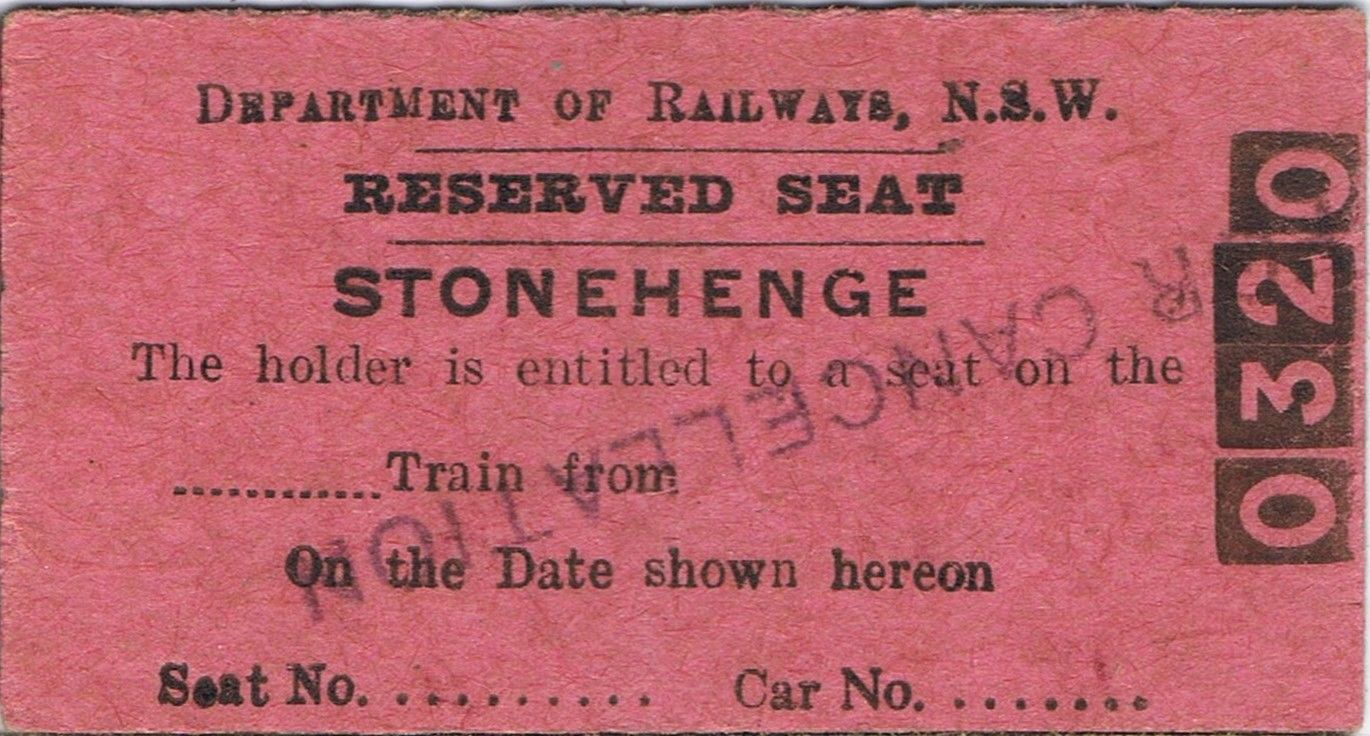 DEPARTMENT OF RAILWAYS, N.S.W.
RESERVED SEAT
STONEHENGE
The holder is entitled to a seat on the
............Train from
On the Date shown hereon
Seat No. .......... Car No. .......
0320
R CANCELLATION